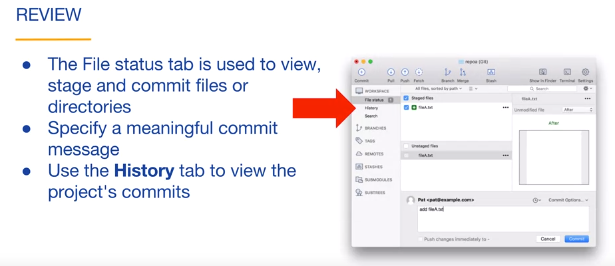 REVIEW
The File status tab is used to view,
stage and commit files or
directories
Specify a meaningful commit
message
Use the History tab to view the
project's commits
repoa (Git)
Commit Pull Push Fetch Branch Merge Stash Show in Finder Terminal Settings
WORKSPACE
File status
History
Search
BRANCHES
TAGS
REMOTES
STASHES
SUBMODULES
SUBTREES
All files, sorted by path
Search
Staged files
fileA.txt
Unstaged files
fileA.txt
fileA.txt
Unmodified file After
After
Pat <pat@example.com>
Commit Options...
add fileA.txt
Push changes immediately to -
Cancel Commit